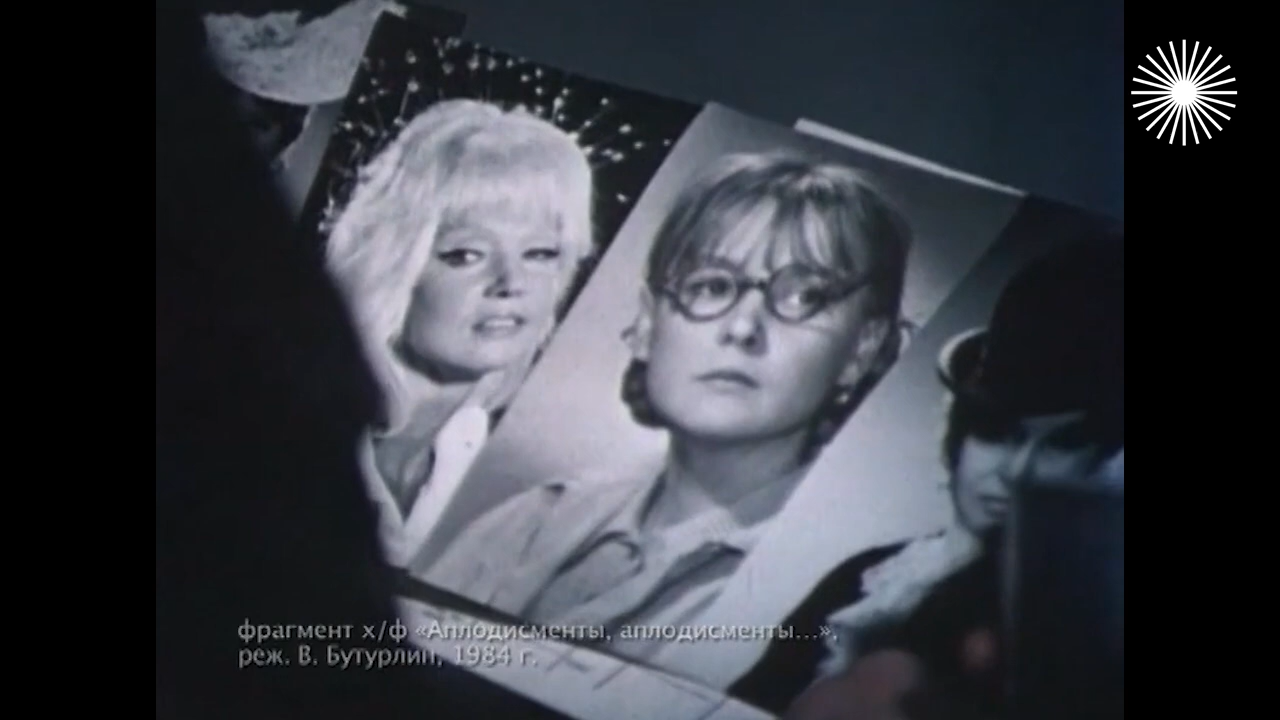 фрагмент х/ф «Аплодисменты, аплодисменты...»,
реж. В. Бутурлин, 1984 г.